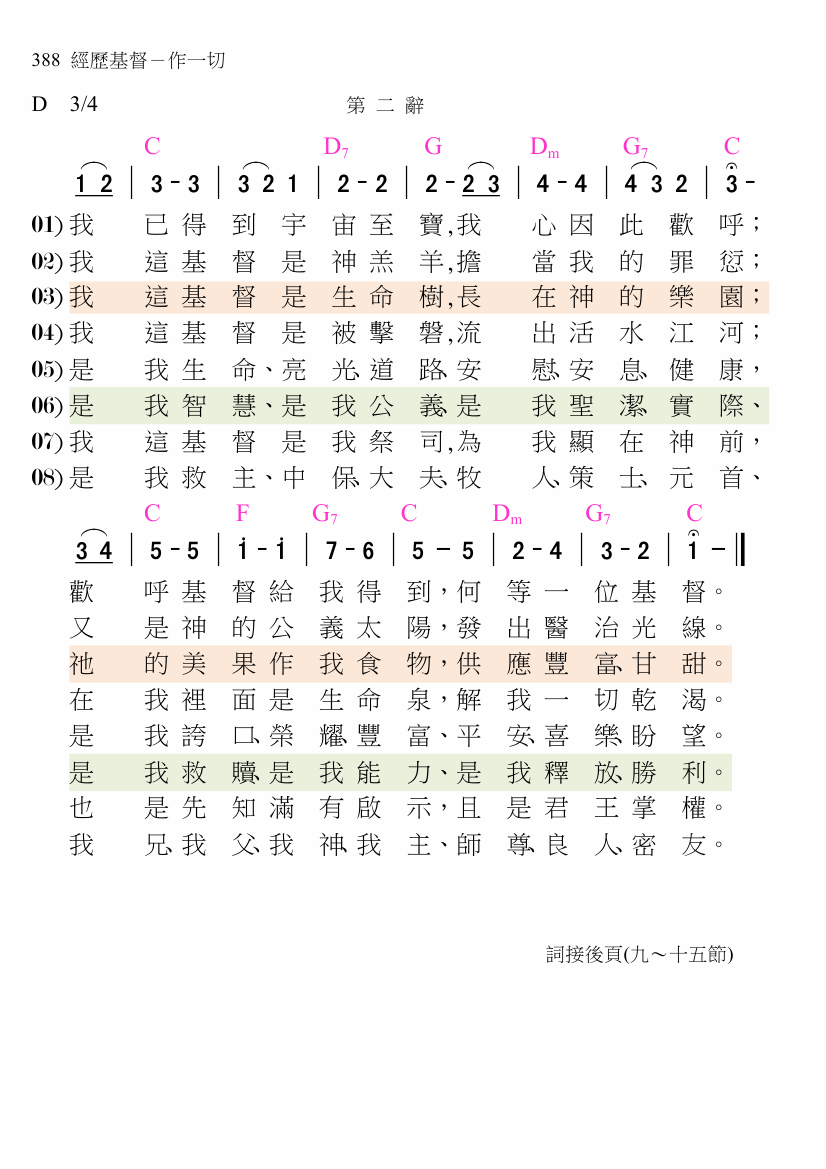 388 經歷基督－作一切
D 3/4 第 二 辭
C D7 G Dm G7 C
1 2 | 3 - 3 | 3 2 1 | 2 - 2 | 2 - 2 3 | 4 - 4 | 4 3 2 | 3 -
01) 我 已 得 到 宇 宙 至 寶,我 心 因 此 歡 呼；
02) 我 這 基 督 是 神 羔 羊,擔 當 我 的 罪 愆；
03) 我 這 基 督 是 生 命 樹,長 在 神 的 樂 園；
04) 我 這 基 督 是 被 擊 磐,流 出 活 水 江 河；
05) 是 我 生 命、亮 光、道 路、安 慰、安 息、健 康，
06) 是 我 智 慧、是 我 公 義、是 我 聖 潔、實 際、
07) 我 這 基 督 是 我 祭 司,為 我 顯 在 神 前，
08) 是 我 救 主、中 保、大 夫、牧 人、策 士、元 首、
C F G7 C Dm G7 C
3 4 | 5 - 5 | i - i | 7 - 6 | 5 － 5 | 2 - 4 | 3 - 2 | 1 － ‖
歡 呼 基 督 給 我 得 到，何 等 一 位 基 督。
又 是 神 的 公 義 太 陽，發 出 醫 治 光 線。
祂 的 美 果 作 我 食 物，供 應 豐 富、甘 甜。
在 我 裡 面 是 生 命 泉，解 我 一 切 乾 渴。
是 我 誇 口、榮 耀、豐 富、平 安、喜 樂、盼 望。
是 我 救 贖、是 我 能 力、是 我 釋 放、勝 利。
也 是 先 知 滿 有 啟 示，且 是 君 王 掌 權。
我 兄、我 父、我 神、我 主、師 尊、良 人、密 友。
詞接後頁(九～十五節)